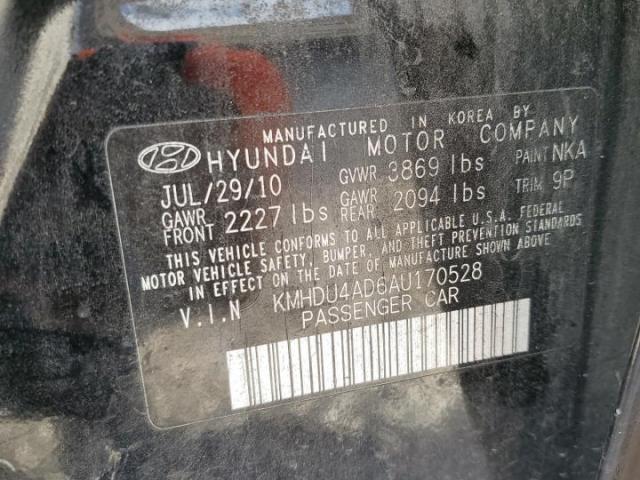 MANUFACTURED IN KOREA BY
HYUNDAI MOTOR COMPANY
JUL/29/10 GVWR 3869 lbs PAINT NKA
GAWR FRONT 2227 lbs GAWR REAR 2094 lbs TRIM 9P
THIS VEHICLE CONFORMS TO ALL APPLICABLE U.S.A. FEDERAL
MOTOR VEHICLE SAFETY, BUMPER, AND THEFT PREVENTION STANDARDS
IN EFFECT ON THE DATE OF MANUFACTURE SHOWN ABOVE
V.I.N KMHDU4AD6AU170528
PASSENGER CAR